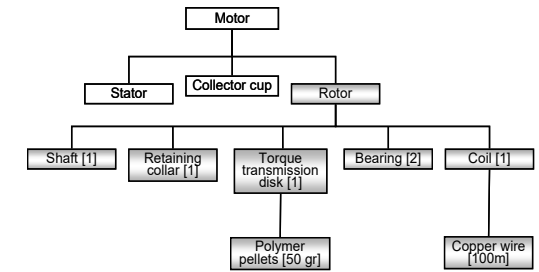 Motor
Stator
Collector cup
Rotor
Shaft [1]
Retaining
collar [1]
Torque
transmission
disk [1]
Bearing [2]
Coil [1]
Polymer
pellets [50 gr]
Copper wire
[100m]